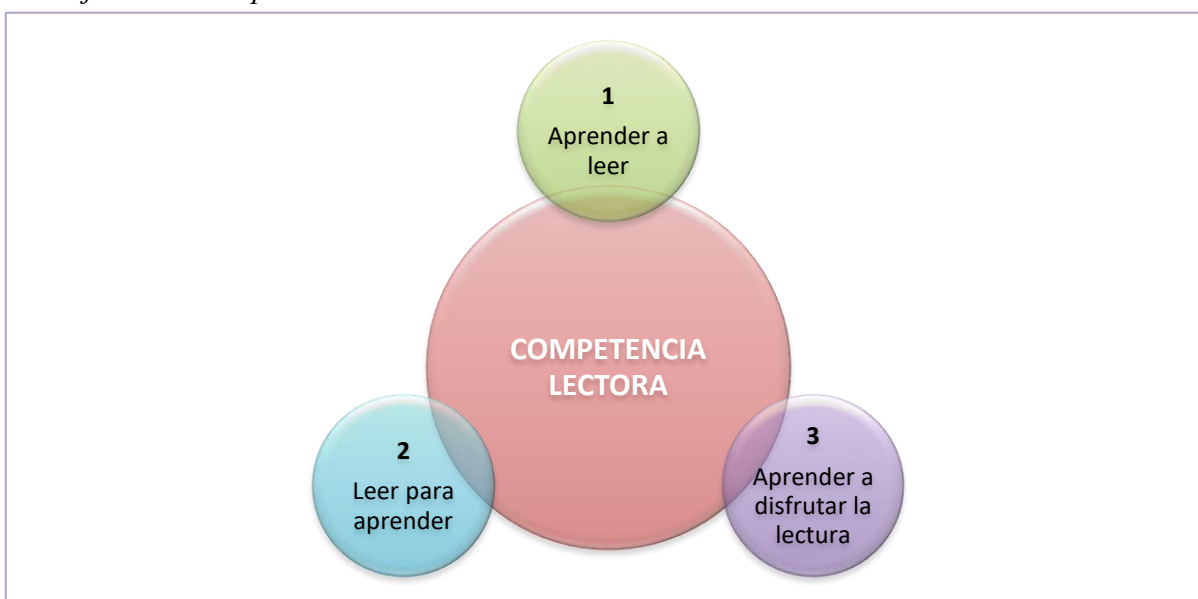 1
Aprender a
leer
COMPETENCIA
LECTORA
2
Leer para
aprender
3
Aprender a
disfrutar la
lectura